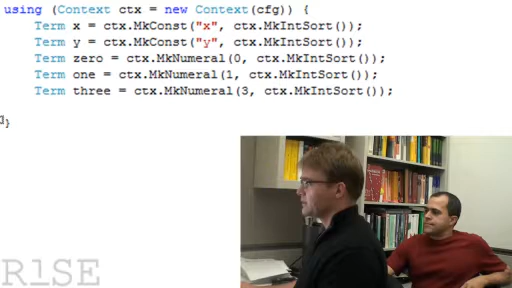 using (Context ctx = new Context(cfg)) {
    Term x = ctx.MkConst("x", ctx.MkIntSort());
    Term y = ctx.MkConst("y", ctx.MkIntSort());
    Term zero = ctx.MkNumeral(0, ctx.MkIntSort());
    Term one = ctx.MkNumeral(1, ctx.MkIntSort());
    Term three = ctx.MkNumeral(3, ctx.MkIntSort());
}
R1SE